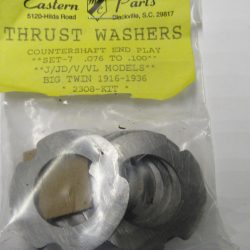 Eastern Parts
5120-Hilda Road Blackville, S.C. 29817
THRUST WASHERS
COUNTERSHAFT END PLAY
**SET-7 .076 TO .100**
**J/JD/V/VL MODELS**
BIG TWIN 1916-1936
* 2308-KIT *